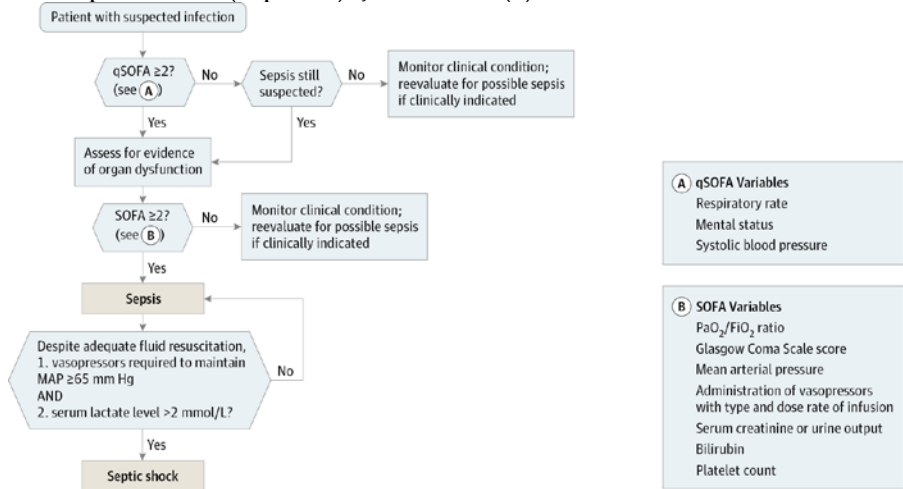 Patient with suspected infection
qSOFA ≥2?
(see A)
No
Sepsis still
suspected?
No
Monitor clinical condition;
reevaluate for possible sepsis
if clinically indicated
Yes
Yes
Assess for evidence
of organ dysfunction
SOFA ≥2?
(see B)
No
Monitor clinical condition;
reevaluate for possible sepsis
if clinically indicated
Yes
Sepsis
Despite adequate fluid resuscitation,
1. vasopressors required to maintain
MAP ≥65 mm Hg
AND
2. serum lactate level >2 mmol/L?
No
Yes
Septic shock
A qSOFA Variables
Respiratory rate
Mental status
Systolic blood pressure
B SOFA Variables
PaO₂/FiO₂ ratio
Glasgow Coma Scale score
Mean arterial pressure
Administration of vasopressors
with type and dose rate of infusion
Serum creatinine or urine output
Bilirubin
Platelet count